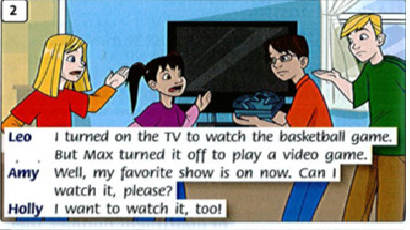 2
Leo I turned on the TV to watch the basketball game.
But Max turned it off to play a video game.
Amy Well, my favorite show is on now. Can I
watch it, please?
Holly I want to watch it, too!